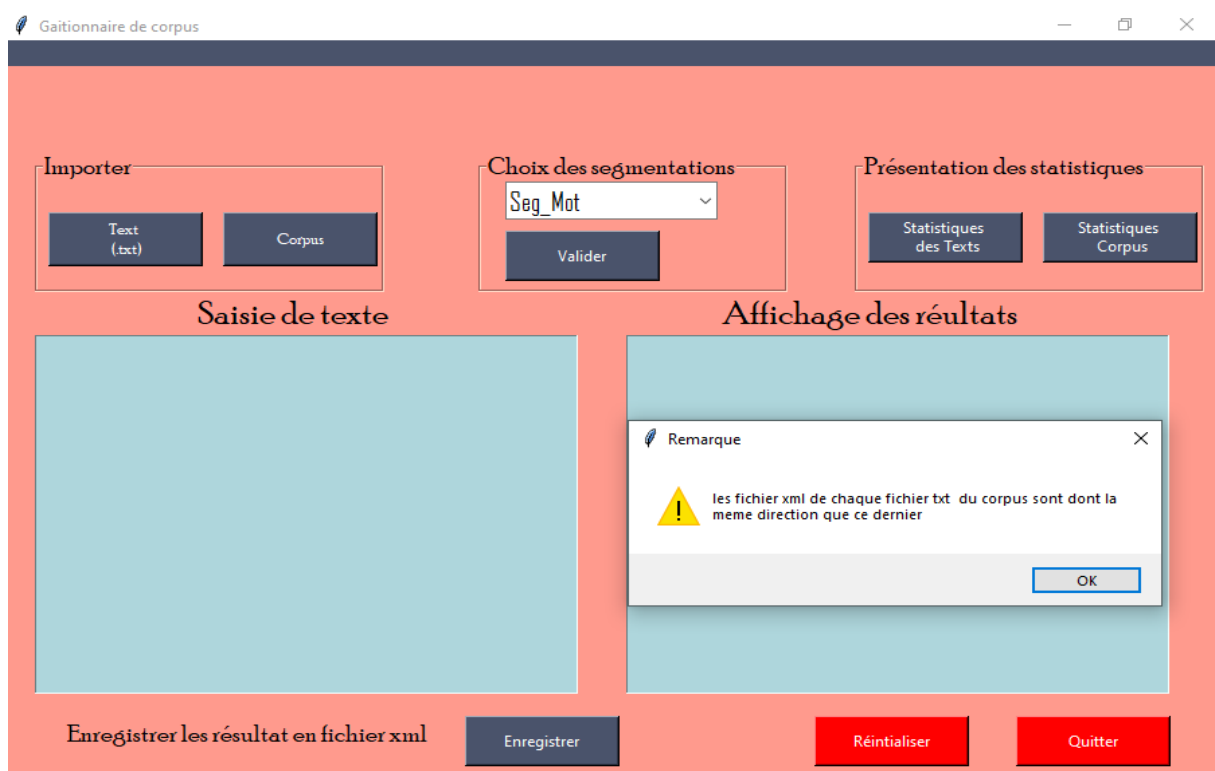 Gaitionnaire de corpus
Importer
Choix des segmentations
Présentation des statistiques
Text
(.txt)
Corpus
Seg_Mot
Valider
Statistiques
des Texts
Statistiques
Corpus
Saisie de texte
Affichage des réultats
Remarque
les fichier xml de chaque fichier txt du corpus sont dont la
meme direction que ce dernier
OK
Enregistrer les résultat en fichier xml
Enregistrer
Réintialiser
Quitter